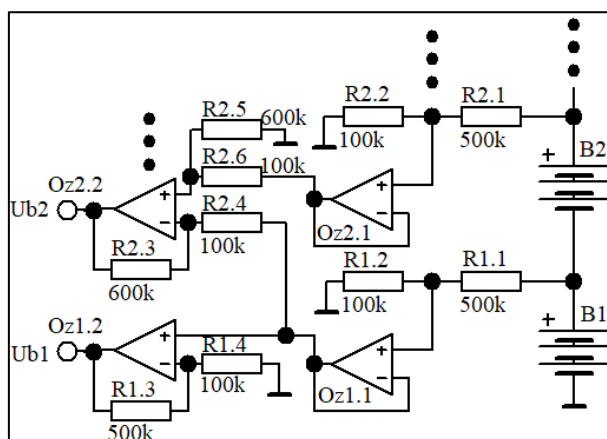 R2.5
600k
R2.2
100k
R2.1
500k
B2
+
Oz2.2
R2.6
100k
+
−
Ub2
R2.4
100k
R2.3
600k
+
−
Oz2.1
R1.2
100k
R1.1
500k
B1
+
Oz1.2
+
−
Ub1
R1.4
100k
R1.3
500k
+
−
Oz1.1